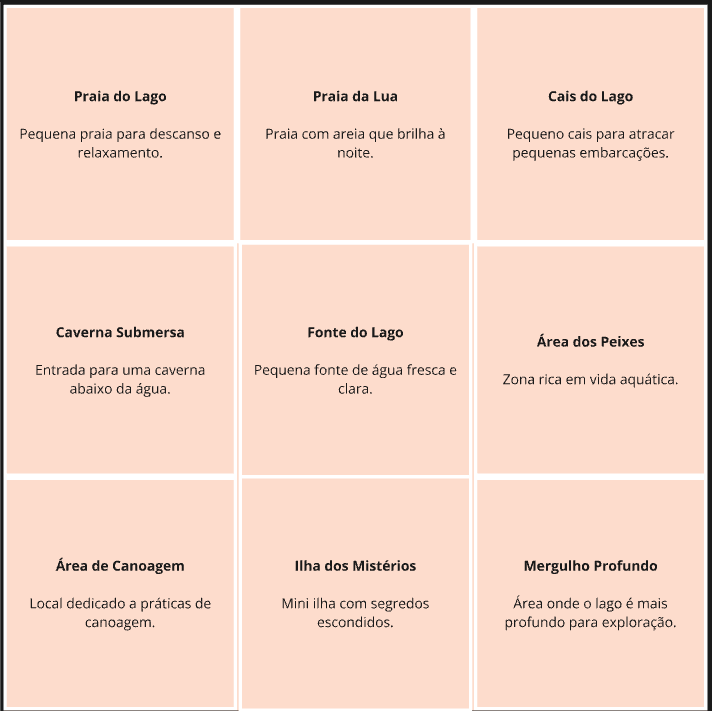 Praia do Lago
Pequena praia para descanso e
relaxamento.
Praia da Lua
Praia com areia que brilha à
noite.
Cais do Lago
Pequeno cais para atracar
pequenas embarcações.
Caverna Submersa
Entrada para uma caverna
abaixo da água.
Fonte do Lago
Pequena fonte de água fresca e
clara.
Área dos Peixes
Zona rica em vida aquática.
Área de Canoagem
Local dedicado a práticas de
canoagem.
Ilha dos Mistérios
Mini ilha com segredos
escondidos.
Mergulho Profundo
Área onde o lago é mais
profundo para exploração.